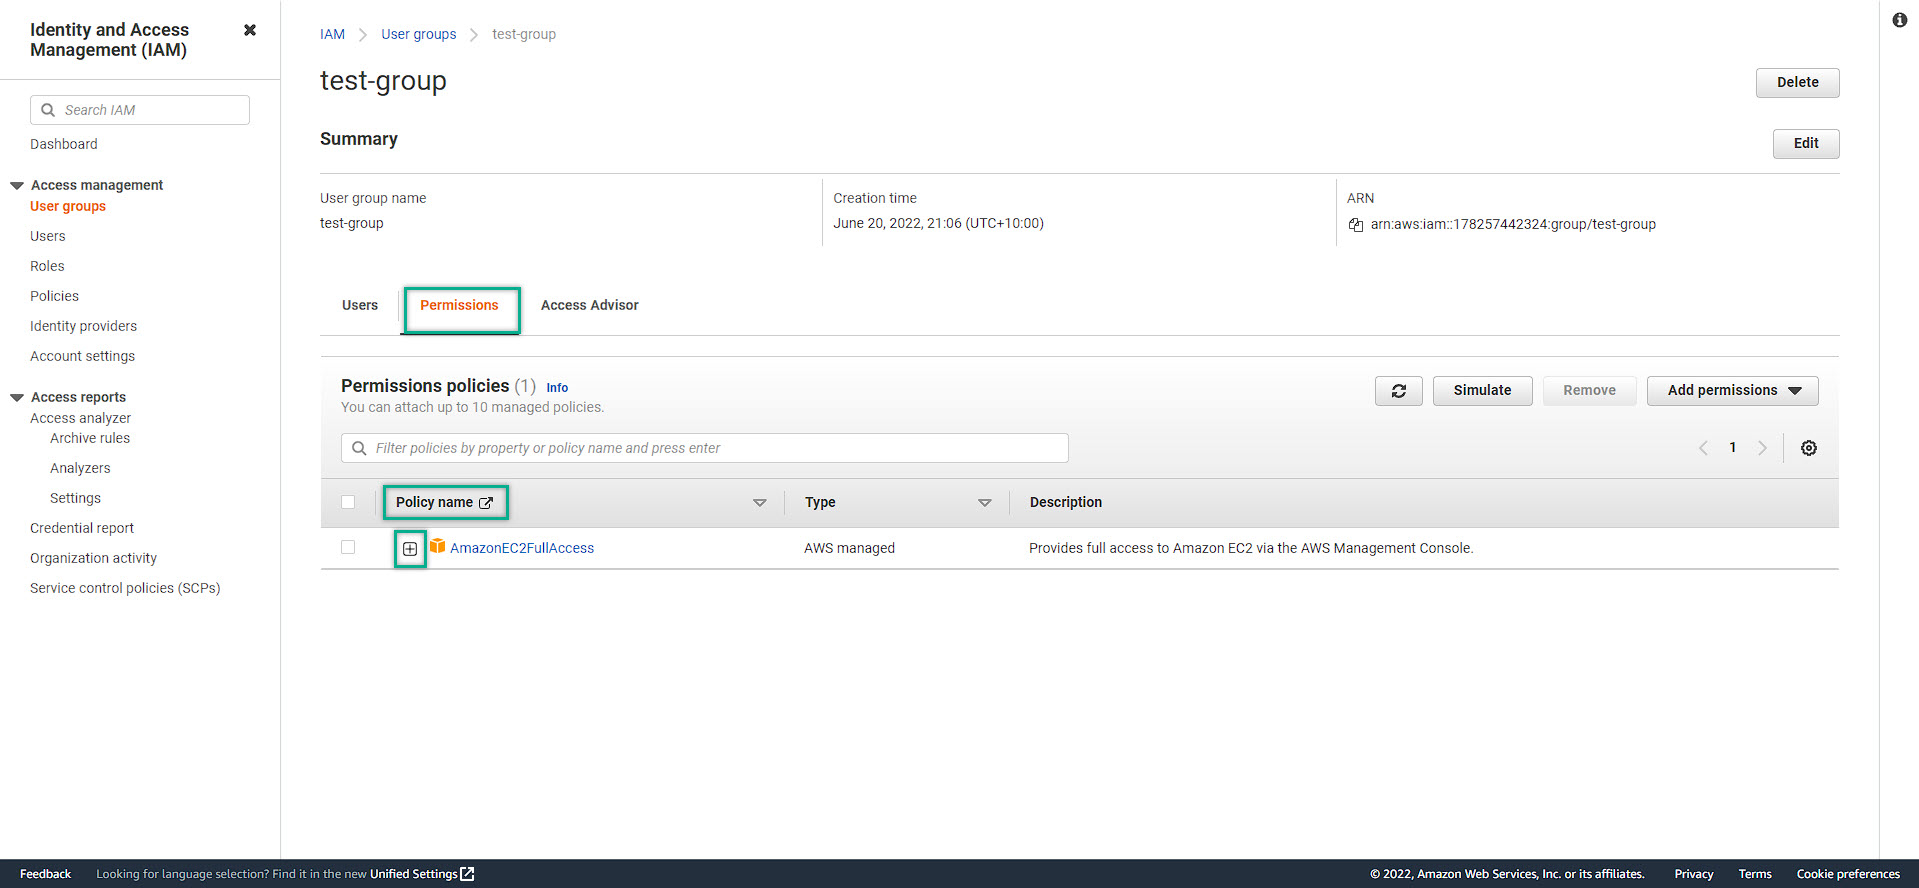 Identity and Access
Management (IAM)
Search IAM
Dashboard
Access management
User groups
Users
Roles
Policies
Identity providers
Account settings
Access reports
Access analyzer
Archive rules
Analyzers
Settings
Credential report
Organization activity
Service control policies (SCPs)
IAM User groups test-group
test-group
Delete
Summary
Edit
User group name
test-group
Creation time
June 20, 2022, 21:06 (UTC+10:00)
ARN
arn:aws:iam::178257442324:group/test-group
Users Permissions Access Advisor
Permissions policies (1) Info
You can attach up to 10 managed policies.
Simulate Remove Add permissions
Filter policies by property or policy name and press enter
1
Policy name Type Description
AmazonEC2FullAccess AWS managed Provides full access to Amazon EC2 via the AWS Management Console.
Feedback Looking for language selection? Find it in the new Unified Settings © 2022, Amazon Web Services, Inc. or its affiliates. Privacy Terms Cookie preferences